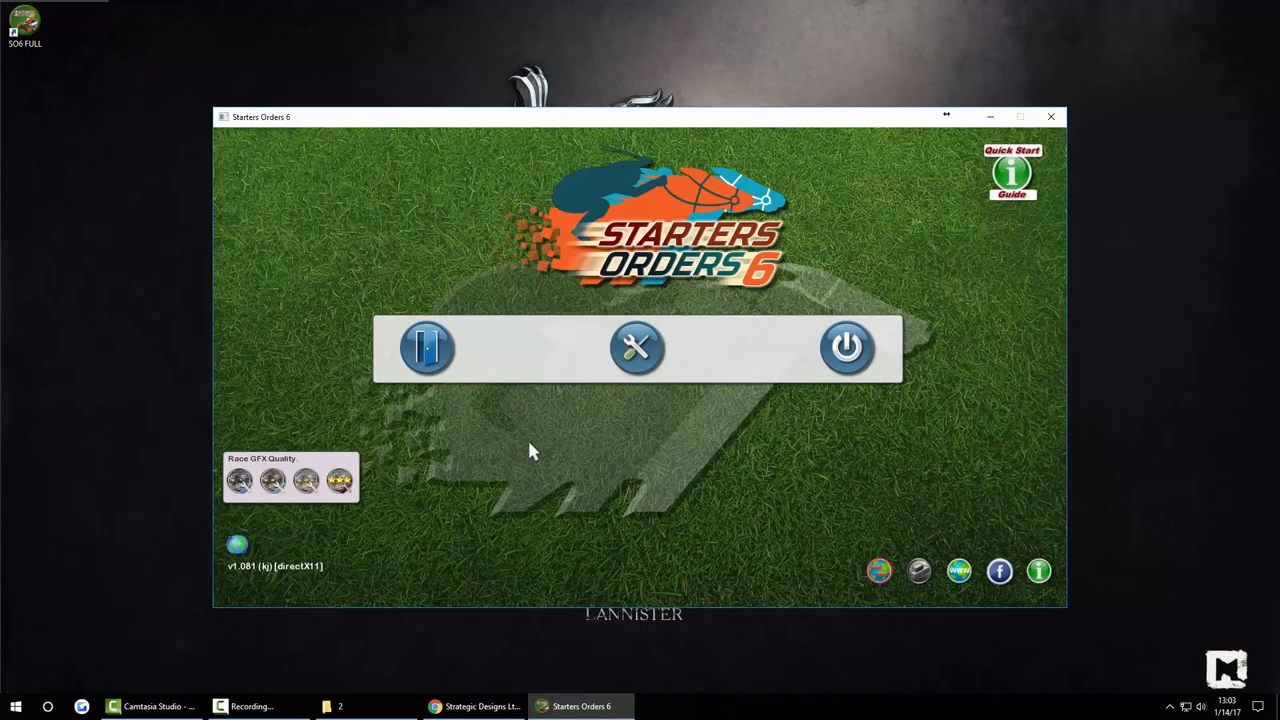 SO6 FULL
Starters Orders 6
Quick Start
Guide
STARTERS
ORDERS 6
Race GFX Quality.
v1.081 (kj) [directX11]
WWW
LANNISTER
Camtasia Studio - ...
Recording...
2
Strategic Designs Lt...
Starters Orders 6
13:03
1/14/17